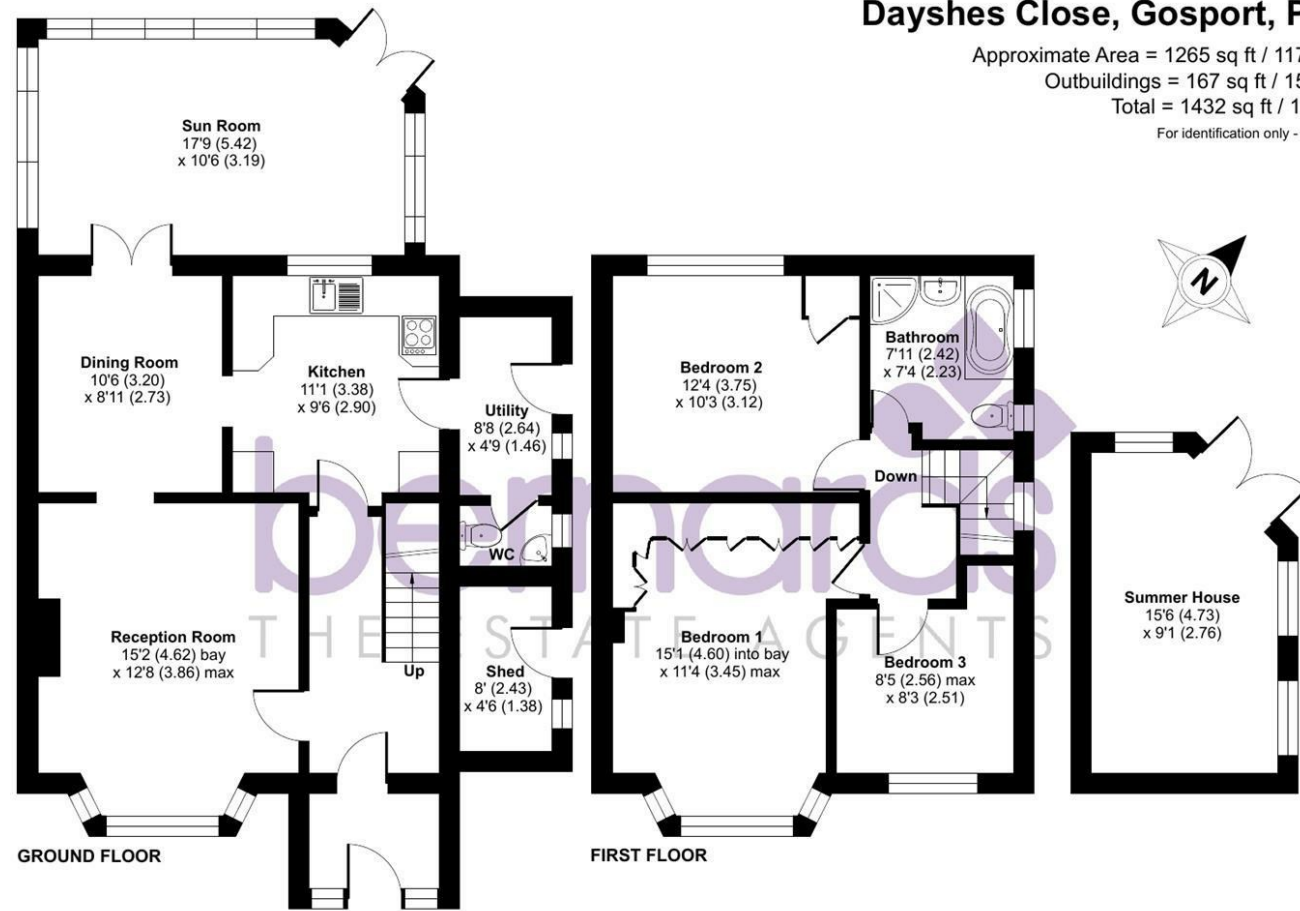 Dayshes Close, Gosport,
Approximate Area = 1265 sq ft /
Outbuildings = 167 sq ft /
Total = 1432 sq ft /
For identification only -
Sun Room
17'9 (5.42)
x 10'6 (3.19)
Dining Room
10'6 (3.20)
x 8'11 (2.73)
Kitchen
11'1 (3.38)
x 9'6 (2.90)
Utility
8'8 (2.64)
x 4'9 (1.46)
WC
Reception Room
15'2 (4.62) bay
x 12'8 (3.86) max
Up
Shed
8' (2.43)
x 4'6 (1.38)
GROUND FLOOR
Bedroom 2
12'4 (3.75)
x 10'3 (3.12)
Bathroom
7'11 (2.42)
x 7'4 (2.23)
Down
Bedroom 1
15'1 (4.60) into bay
x 11'4 (3.45) max
Bedroom 3
8'5 (2.56) max
x 8'3 (2.51)
FIRST FLOOR
N
Summer House
15'6 (4.73)
x 9'1 (2.76)
bernards
THE ESTATE AGENTS